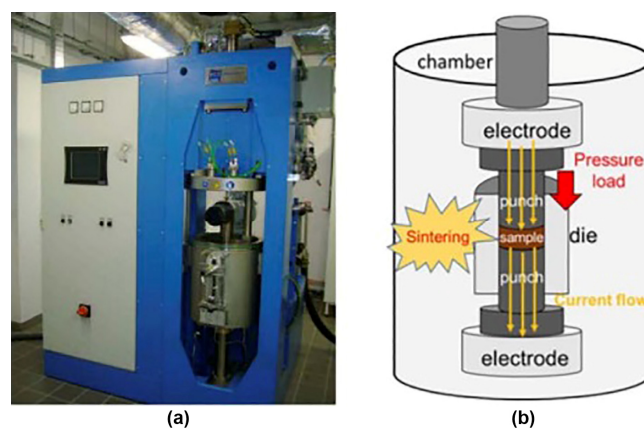 chamber
electrode
Pressure
load
punch
Sintering
sample
die
punch
Current flow
electrode
(a)
(b)